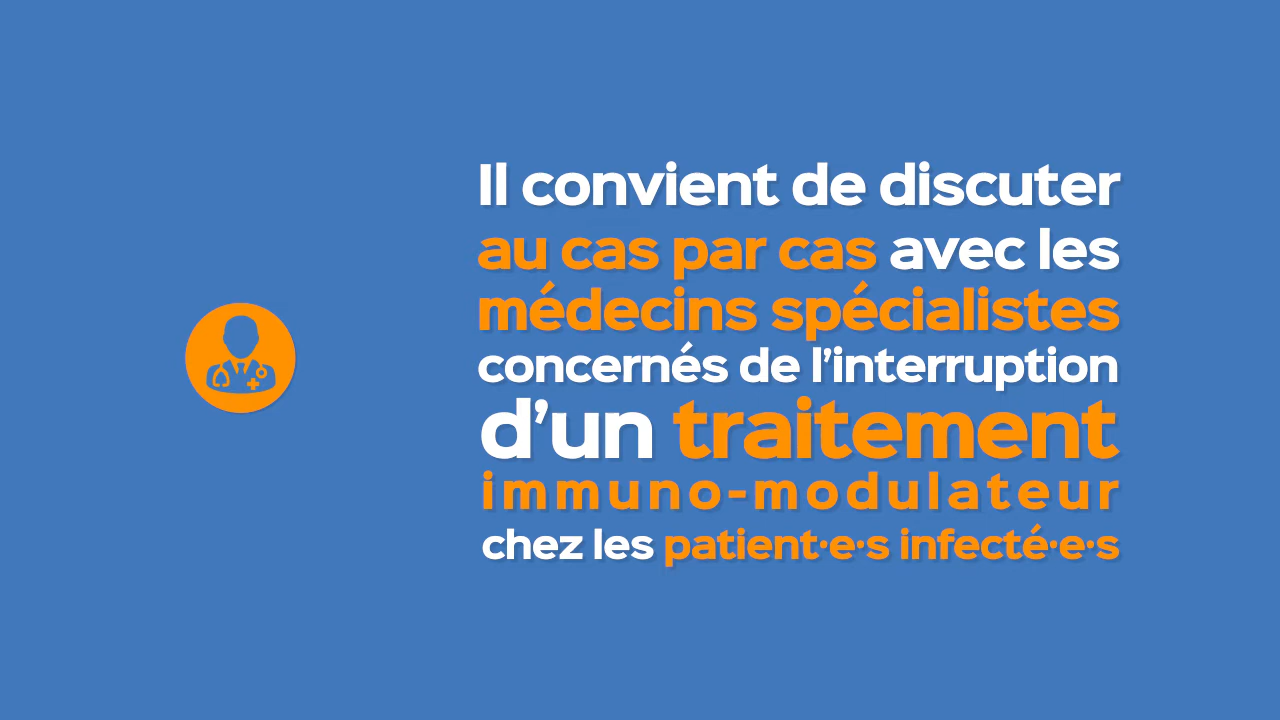 Il convient de discuter
au cas par cas avec les
médecins spécialistes
concernés de l'interruption
d'un traitement
immuno-modulateur
chez les patient·e·s infecté·e·s